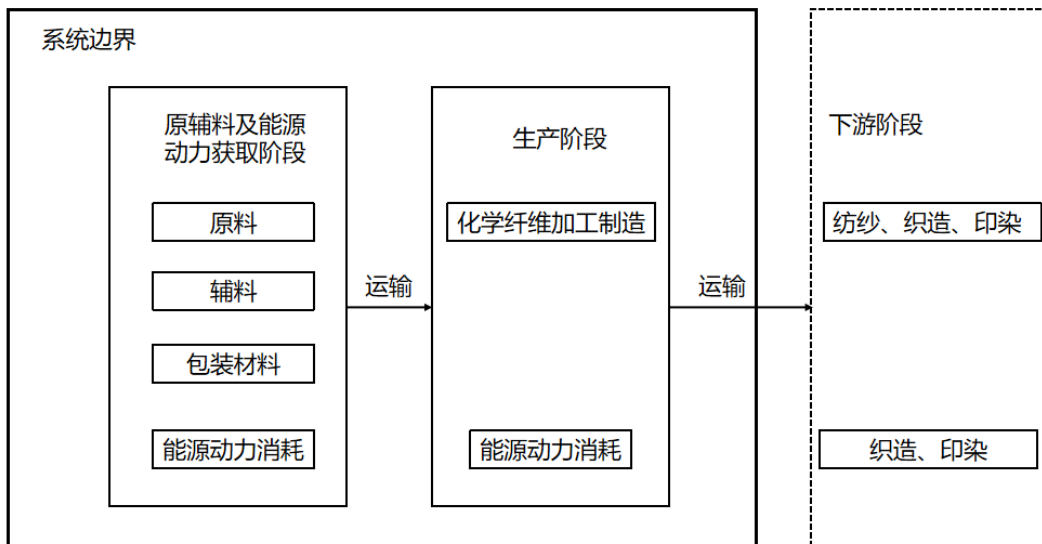 系统边界
原辅料及能源
动力获取阶段
原料
辅料
包装材料
能源动力消耗
运输
生产阶段
化学纤维加工制造
能源动力消耗
运输
下游阶段
纺纱、织造、印染
织造、印染